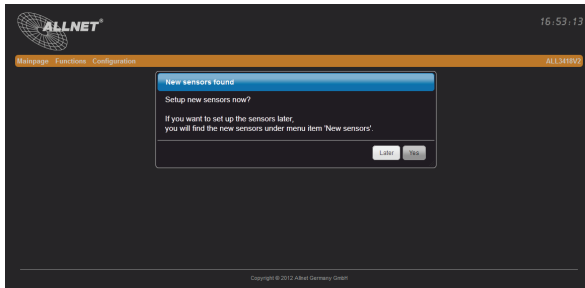 ALLNET®
16:53:13
Mainpage Functions Configuration
ALL3418V2
New sensors found
Setup new sensors now?
If you want to set up the sensors later,
you will find the new sensors under menu item 'New sensors'.
Later Yes
Copyright © 2012 Allnet Germany GmbH